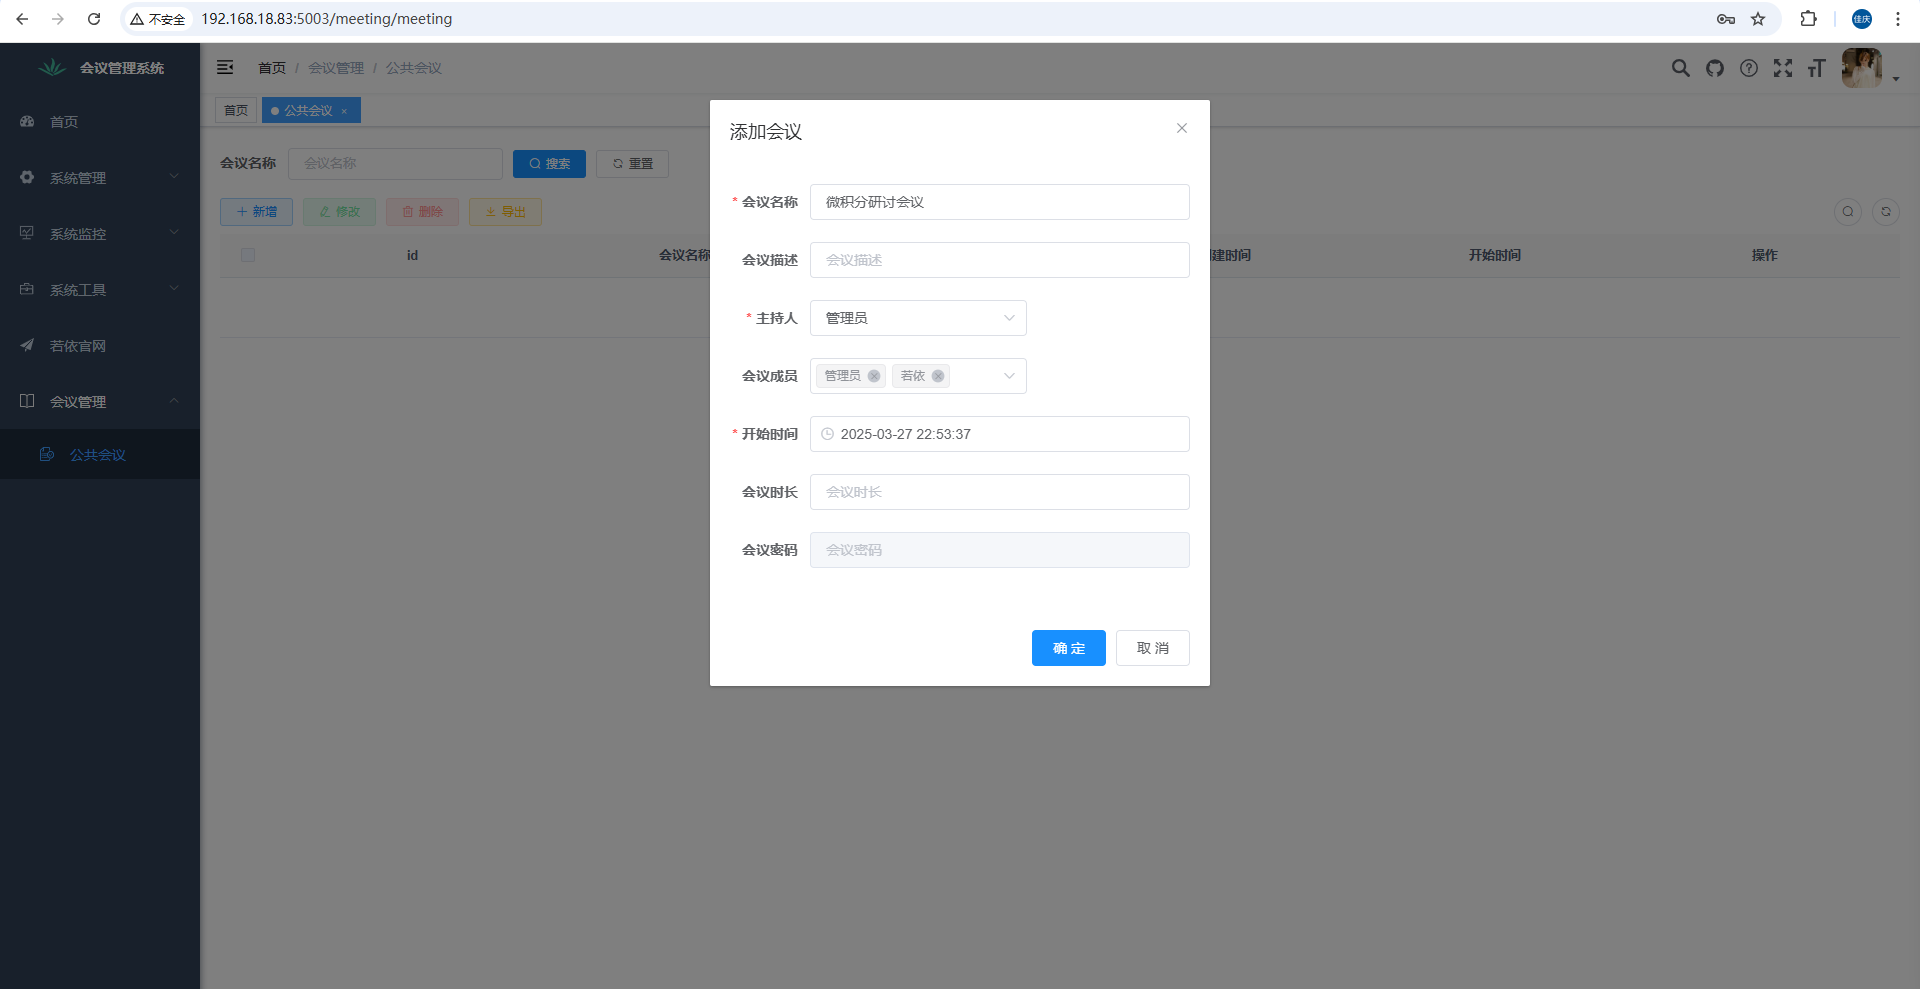 不安全 192.168.18.83:5003/meeting/meeting 佳庆
会议管理系统
首页 / 会议管理 / 公共会议
首页
系统管理
系统监控
系统工具
若依官网
会议管理
公共会议
首页 公共会议 ×
会议名称 会议名称 搜索 重置
新增 修改 删除 导出
id 会议名称 建时间 开始时间 操作
添加会议
* 会议名称 微积分研讨会议
会议描述 会议描述
* 主持人 管理员
会议成员 管理员 若依
* 开始时间 2025-03-27 22:53:37
会议时长 会议时长
会议密码 会议密码
确 定 取 消